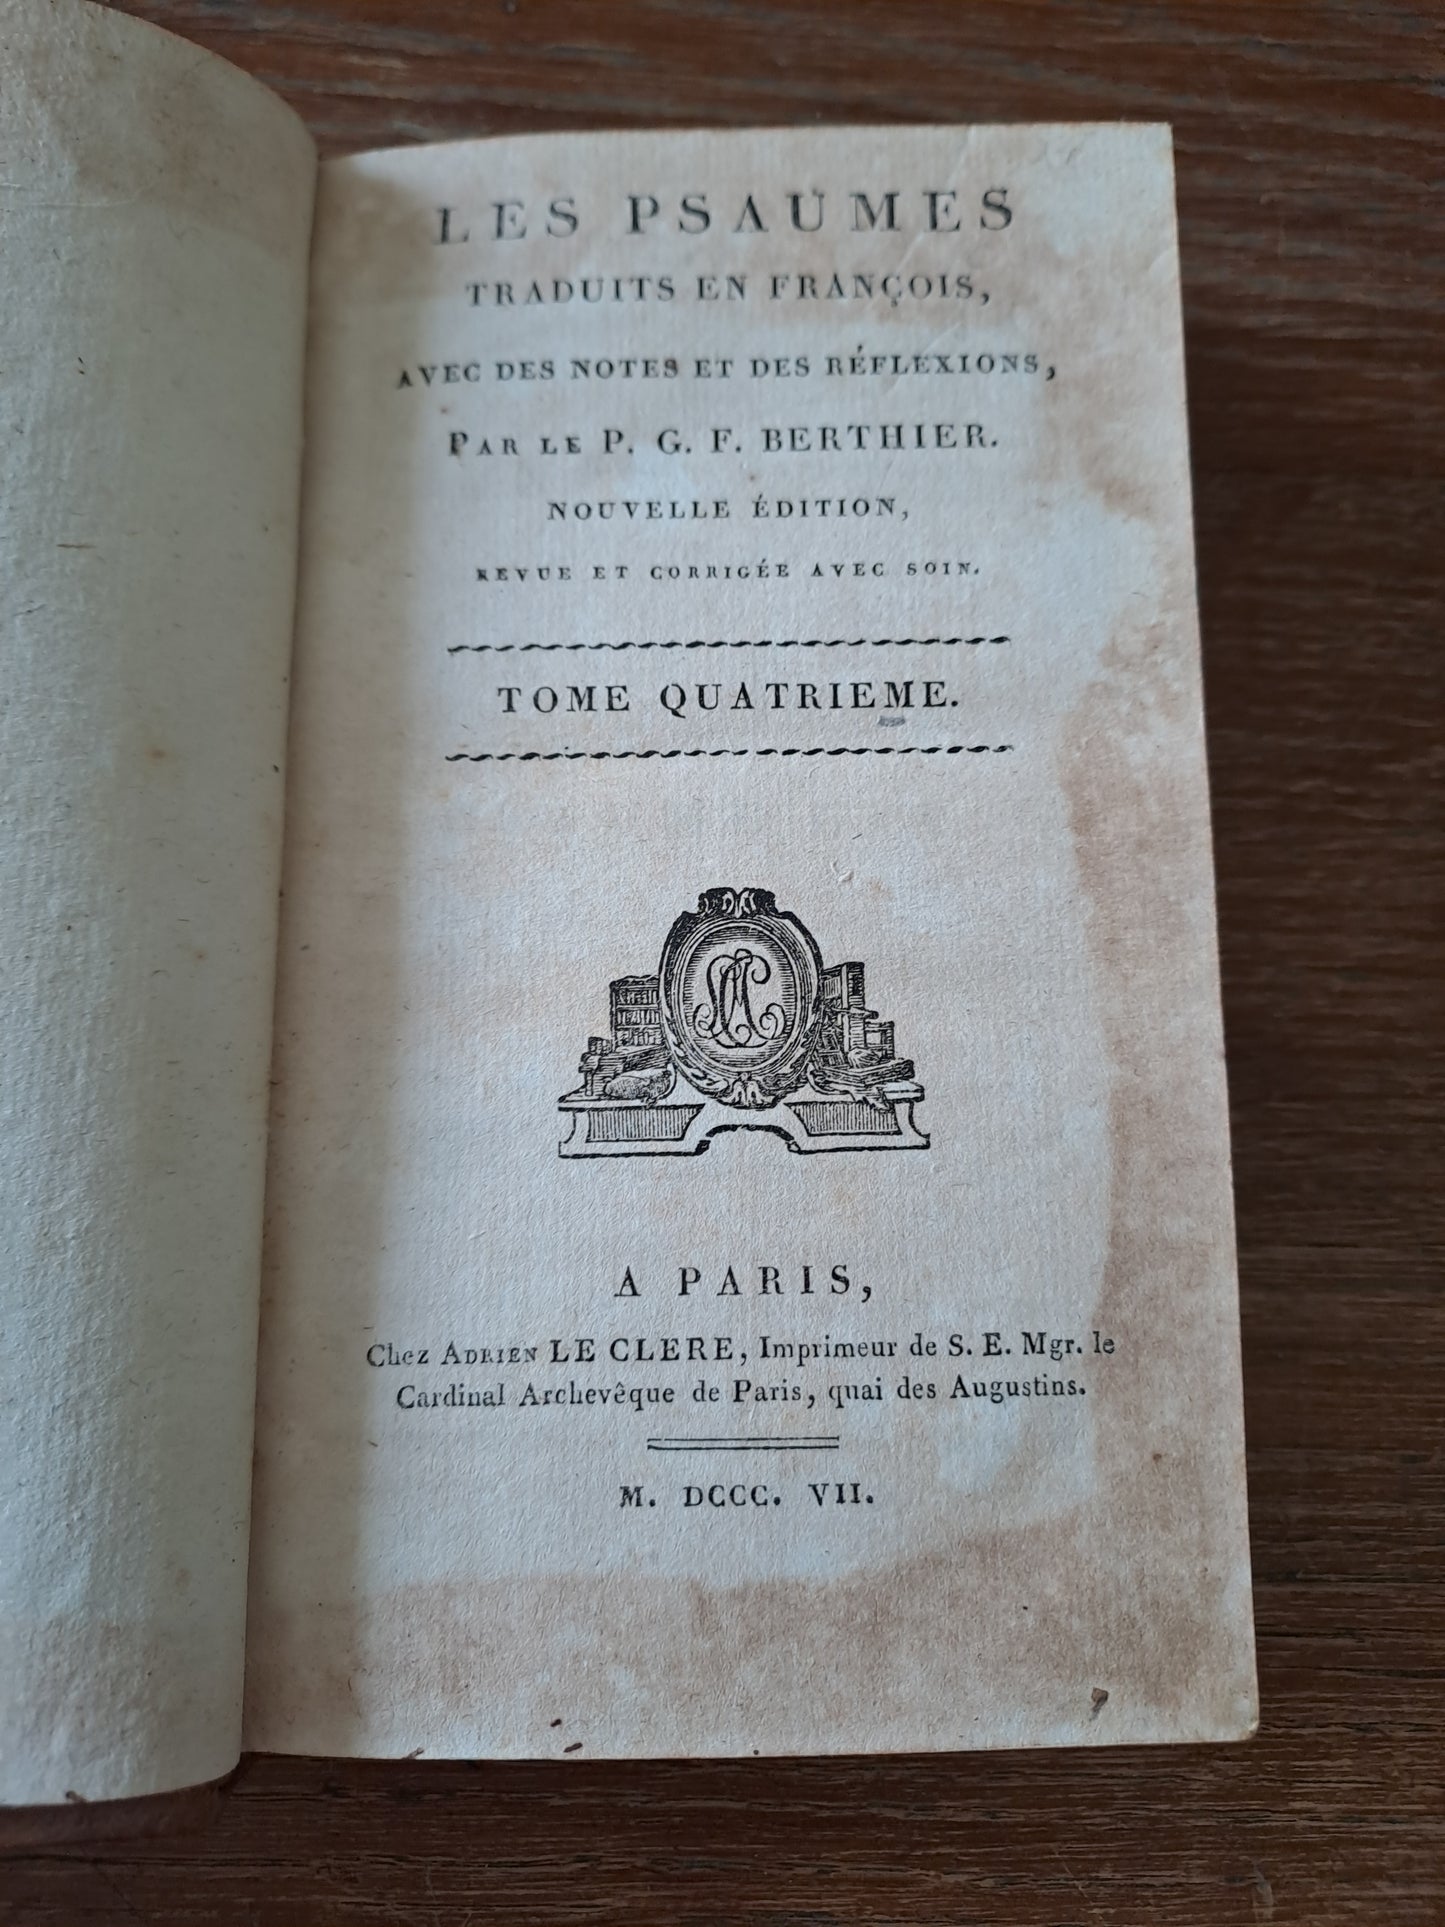 LES PSAUMES
TRADUITS EN FRANÇOIS,
AVEC DES NOTES ET DES RÉFLEXIONS,
PAR LE P. G. F. BERTHIER.
NOUVELLE ÉDITION,
REVUE ET CORRIGÉE AVEC SOIN.
TOME QUATRIEME.
A PARIS,
Chez ADRIEN LE CLERE, Imprimeur de S. E. Mgr. le
Cardinal Archevêque de Paris, quai des Augustins.
M. DCCC. VII.